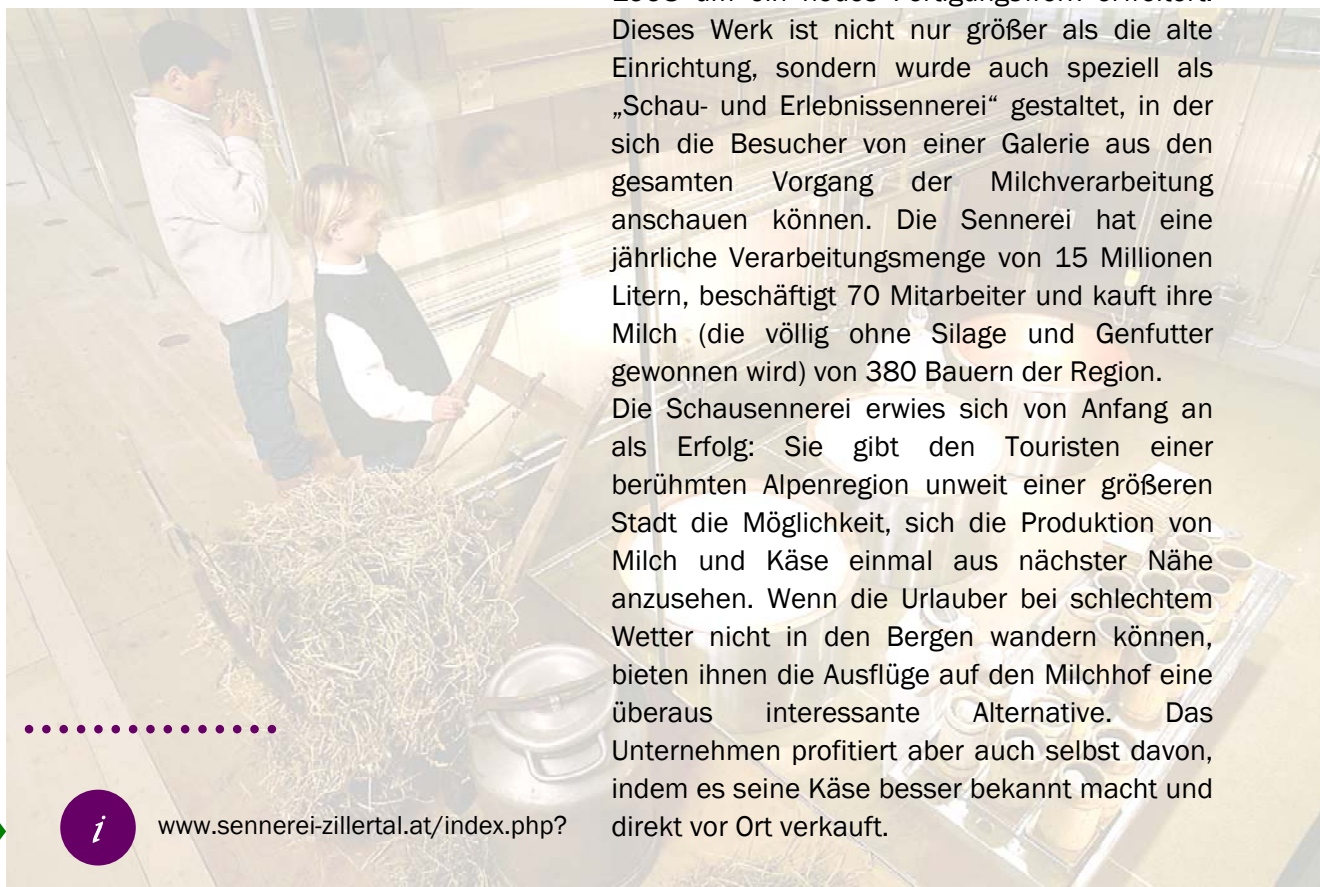 Dieses Werk ist nicht nur größer als die alte
Einrichtung, sondern wurde auch speziell als
„Schau- und Erlebnissennerei“ gestaltet, in der
sich die Besucher von einer Galerie aus den
gesamten Vorgang der Milchverarbeitung
anschauen können. Die Sennerei hat eine
jährliche Verarbeitungsmenge von 15 Millionen
Litern, beschäftigt 70 Mitarbeiter und kauft ihre
Milch (die völlig ohne Silage und Genfutter
gewonnen wird) von 380 Bauern der Region.
Die Schausennerei erwies sich von Anfang an
als Erfolg: Sie gibt den Touristen einer
berühmten Alpenregion unweit einer größeren
Stadt die Möglichkeit, sich die Produktion von
Milch und Käse einmal aus nächster Nähe
anzusehen. Wenn die Urlauber bei schlechtem
Wetter nicht in den Bergen wandern können,
bieten ihnen die Ausflüge auf den Milchhof eine
überaus interessante Alternative. Das
Unternehmen profitiert aber auch selbst davon,
indem es seine Käse besser bekannt macht und
direkt vor Ort verkauft.
i
www.sennerei-zillertal.at/index.php?